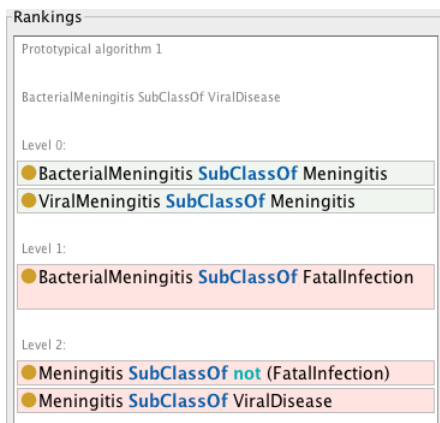 Rankings
Prototypical algorithm 1
BacterialMeningitis SubClassOf ViralDisease
Level 0:
BacterialMeningitis SubClassOf Meningitis
ViralMeningitis SubClassOf Meningitis
Level 1:
BacterialMeningitis SubClassOf FatalInfection
Level 2:
Meningitis SubClassOf not (FatalInfection)
Meningitis SubClassOf ViralDisease